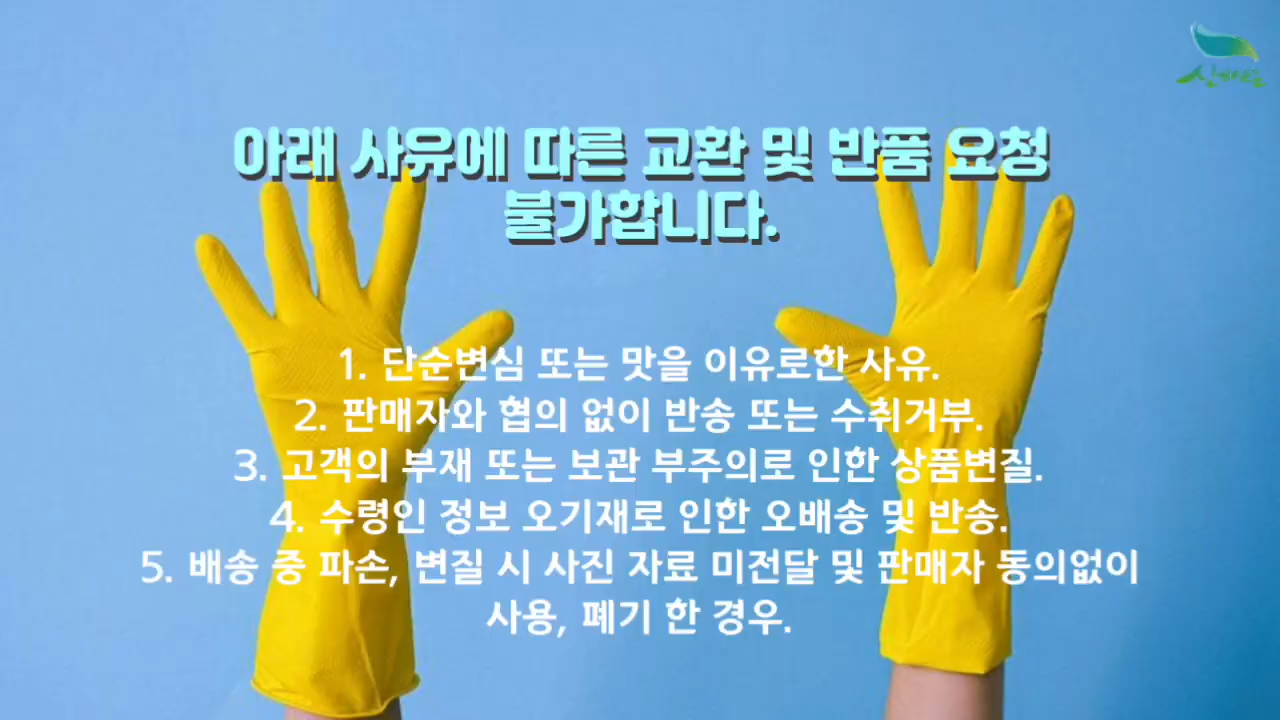 아래 사유에 따른 교환 및 반품 요청
불가합니다.
1. 단순변심 또는 맛을 이유로한 사유.
2. 판매자와 협의 없이 반송 또는 수취거부.
3. 고객의 부재 또는 보관 부주의로 인한 상품변질.
4. 수령인 정보 오기재로 인한 오배송 및 반송.
5. 배송 중 파손, 변질 시 사진 자료 미전달 및 판매자 동의없이
사용, 폐기 한 경우.